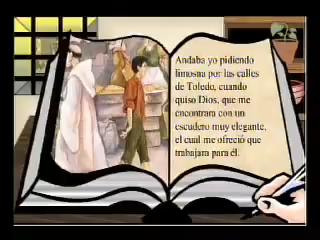 Andaba yo pidiendo
limosna por las calles
de Toledo, cuando
quiso Dios, que me
encontrara con un
escudero muy elegante,
el cual me ofreció que
trabajara para él.